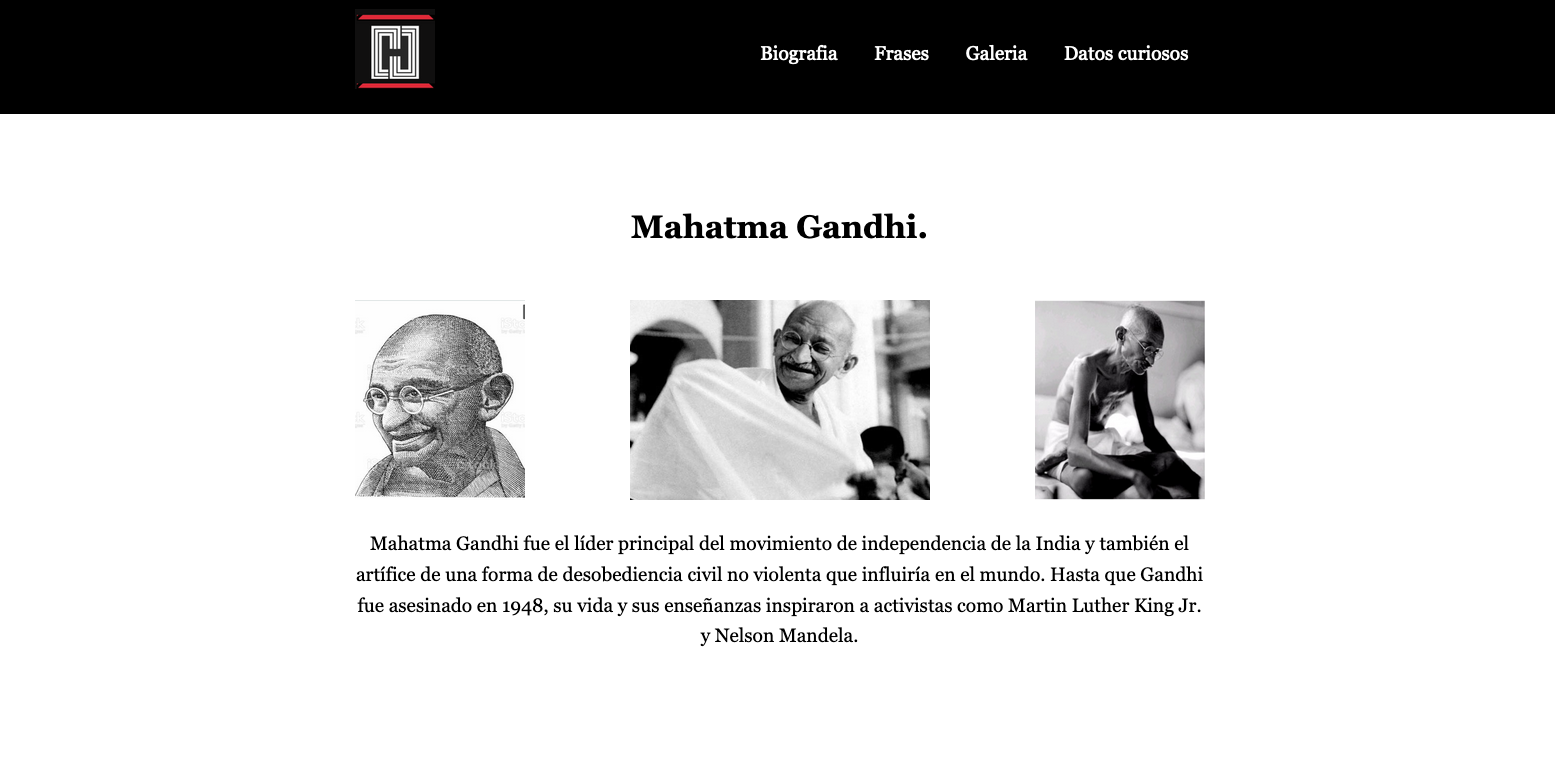 Biografia Frases Galeria Datos curiosos
Mahatma Gandhi.
Mahatma Gandhi fue el líder principal del movimiento de independencia de la India y también el
artífice de una forma de desobediencia civil no violenta que influiría en el mundo. Hasta que Gandhi
fue asesinado en 1948, su vida y sus enseñanzas inspiraron a activistas como Martin Luther King Jr.
y Nelson Mandela.